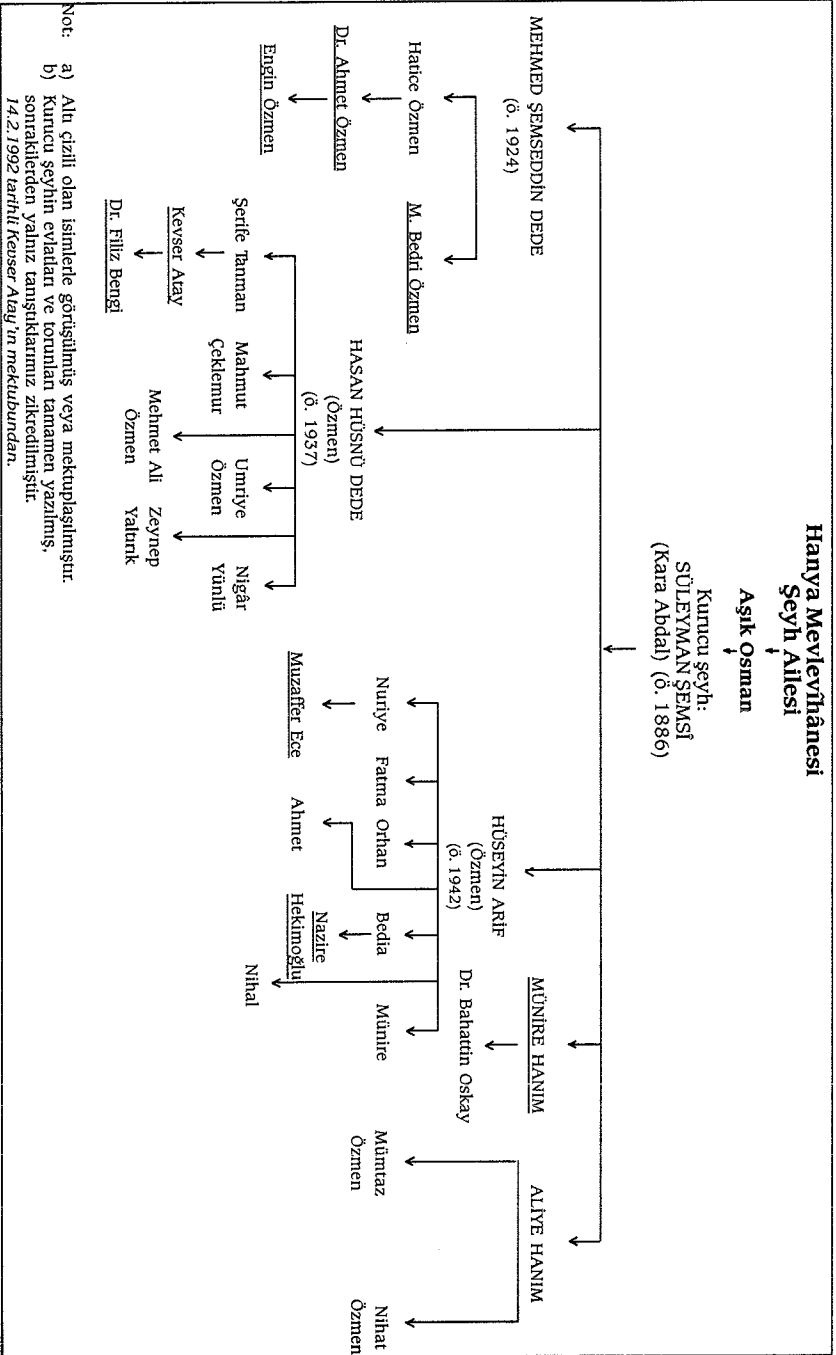 Hanya Mevlevîhânesi
Şeyh Ailesi
Aşık Osman
Kurucu şeyh:
SÜLEYMAN ŞEMSÎ
(Kara Abdal) (ö. 1886)
MEHMED ŞEMSEDDİN DEDE
(ö. 1924)
Hatice Özmen
M. Bedri Özmen
Dr. Ahmet Özmen
Engin Özmen
HASAN HÜSNÜ DEDE
(Özmen)
(ö. 1937)
Şerife Tanman
Mahmut
Çeklemur
Umriye
Özmen
Nigâr
Yünlü
Kevser Atay
Mehmet Ali
Özmen
Zeynep
Yaltırık
Dr. Filiz Bengi
HÜSEYİN ARİF
(Özmen)
(ö. 1942)
Nuriye
Fatma
Orhan
Bedia
Münire
Muzaffer Ece
Ahmet
Nazire
Hekimoğlu
Nihal
MÜNİRE HANIM
Dr. Bahattin Oskay
ALİYE HANIM
Mümtaz
Özmen
Nihat
Özmen
Not: a) Altı çizili olan isimlerle görüşülmüş veya mektuplaşılmıştır.
b) Kurucu şeyhin evlatları ve torunları tamamen yazılmış,
sonrakilerden yalnız tanıştıklarımız zikredilmiştir.
14.2.1992 tarihli Kevser Atay'ın mektubundan.